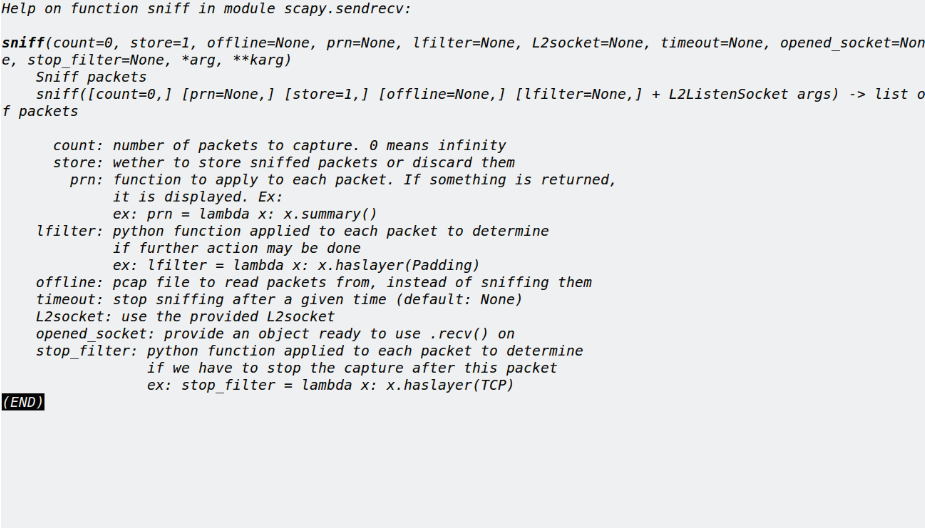 Help on function sniff in module scapy.sendrecv:
sniff(count=0, store=1, offline=None, prn=None, lfilter=None, L2socket=None, timeout=None, opened_socket=Non
e, stop_filter=None, *arg, **karg)
    Sniff packets
    sniff([count=0,] [prn=None,] [store=1,] [offline=None,] [lfilter=None,] + L2ListenSocket args) -> list o
f packets
      count: number of packets to capture. 0 means infinity
      store: wether to store sniffed packets or discard them
        prn: function to apply to each packet. If something is returned,
             it is displayed. Ex:
             ex: prn = lambda x: x.summary()
    lfilter: python function applied to each packet to determine
             if further action may be done
             ex: lfilter = lambda x: x.haslayer(Padding)
    offline: pcap file to read packets from, instead of sniffing them
    timeout: stop sniffing after a given time (default: None)
    L2socket: use the provided L2socket
    opened_socket: provide an object ready to use .recv() on
    stop_filter: python function applied to each packet to determine
                 if we have to stop the capture after this packet
                 ex: stop_filter = lambda x: x.haslayer(TCP)
(END)